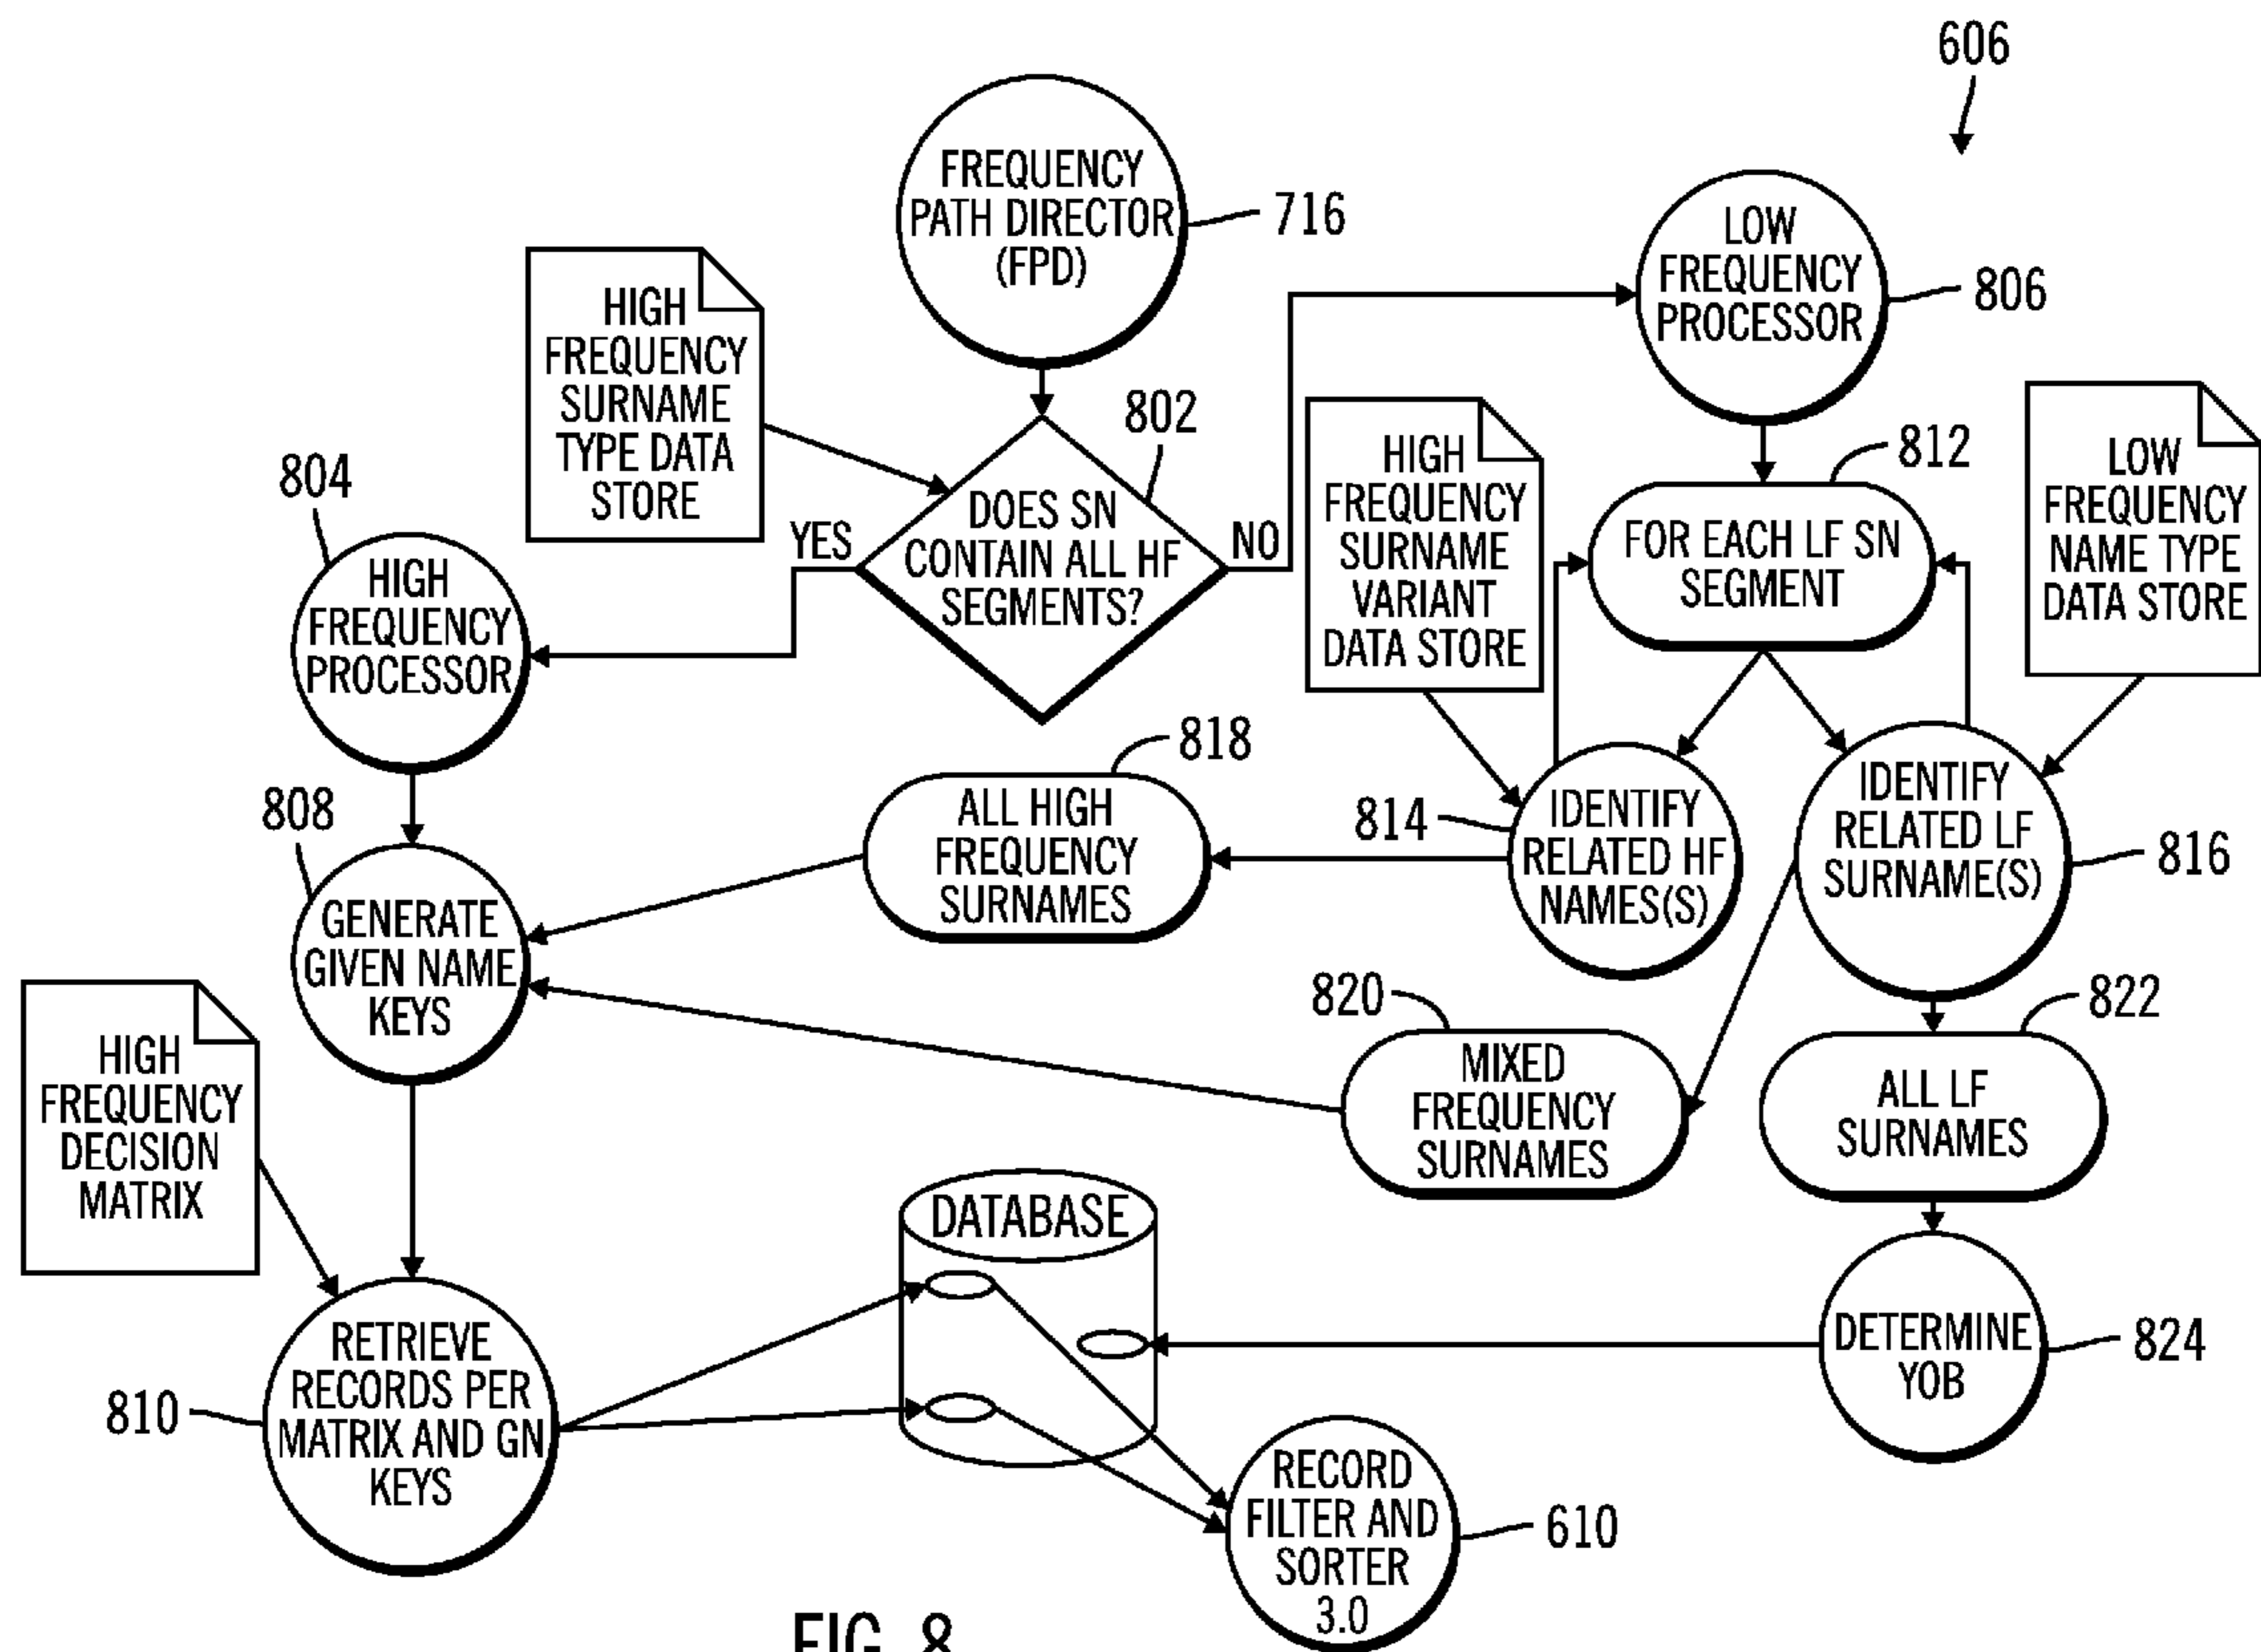 606
FREQUENCY
PATH DIRECTOR
(FPD)
716
LOW
FREQUENCY
PROCESSOR
806
HIGH
FREQUENCY
SURNAME
TYPE DATA
STORE
802
DOES SN
CONTAIN ALL HF
SEGMENTS?
YES
NO
HIGH
FREQUENCY
SURNAME
VARIANT
DATA STORE
812
FOR EACH LF SN
SEGMENT
LOW
FREQUENCY
NAME TYPE
DATA STORE
804
HIGH
FREQUENCY
PROCESSOR
818
ALL HIGH
FREQUENCY
SURNAMES
814
IDENTIFY
RELATED HF
NAMES(S)
IDENTIFY
RELATED LF
SURNAME(S)
816
808
GENERATE
GIVEN NAME
KEYS
820
MIXED
FREQUENCY
SURNAMES
822
ALL LF
SURNAMES
HIGH
FREQUENCY
DECISION
MATRIX
DATABASE
810
RETRIEVE
RECORDS PER
MATRIX AND GN
KEYS
DETERMINE
YOB
824
RECORD
FILTER AND
SORTER
3.0
610
FIG. 8